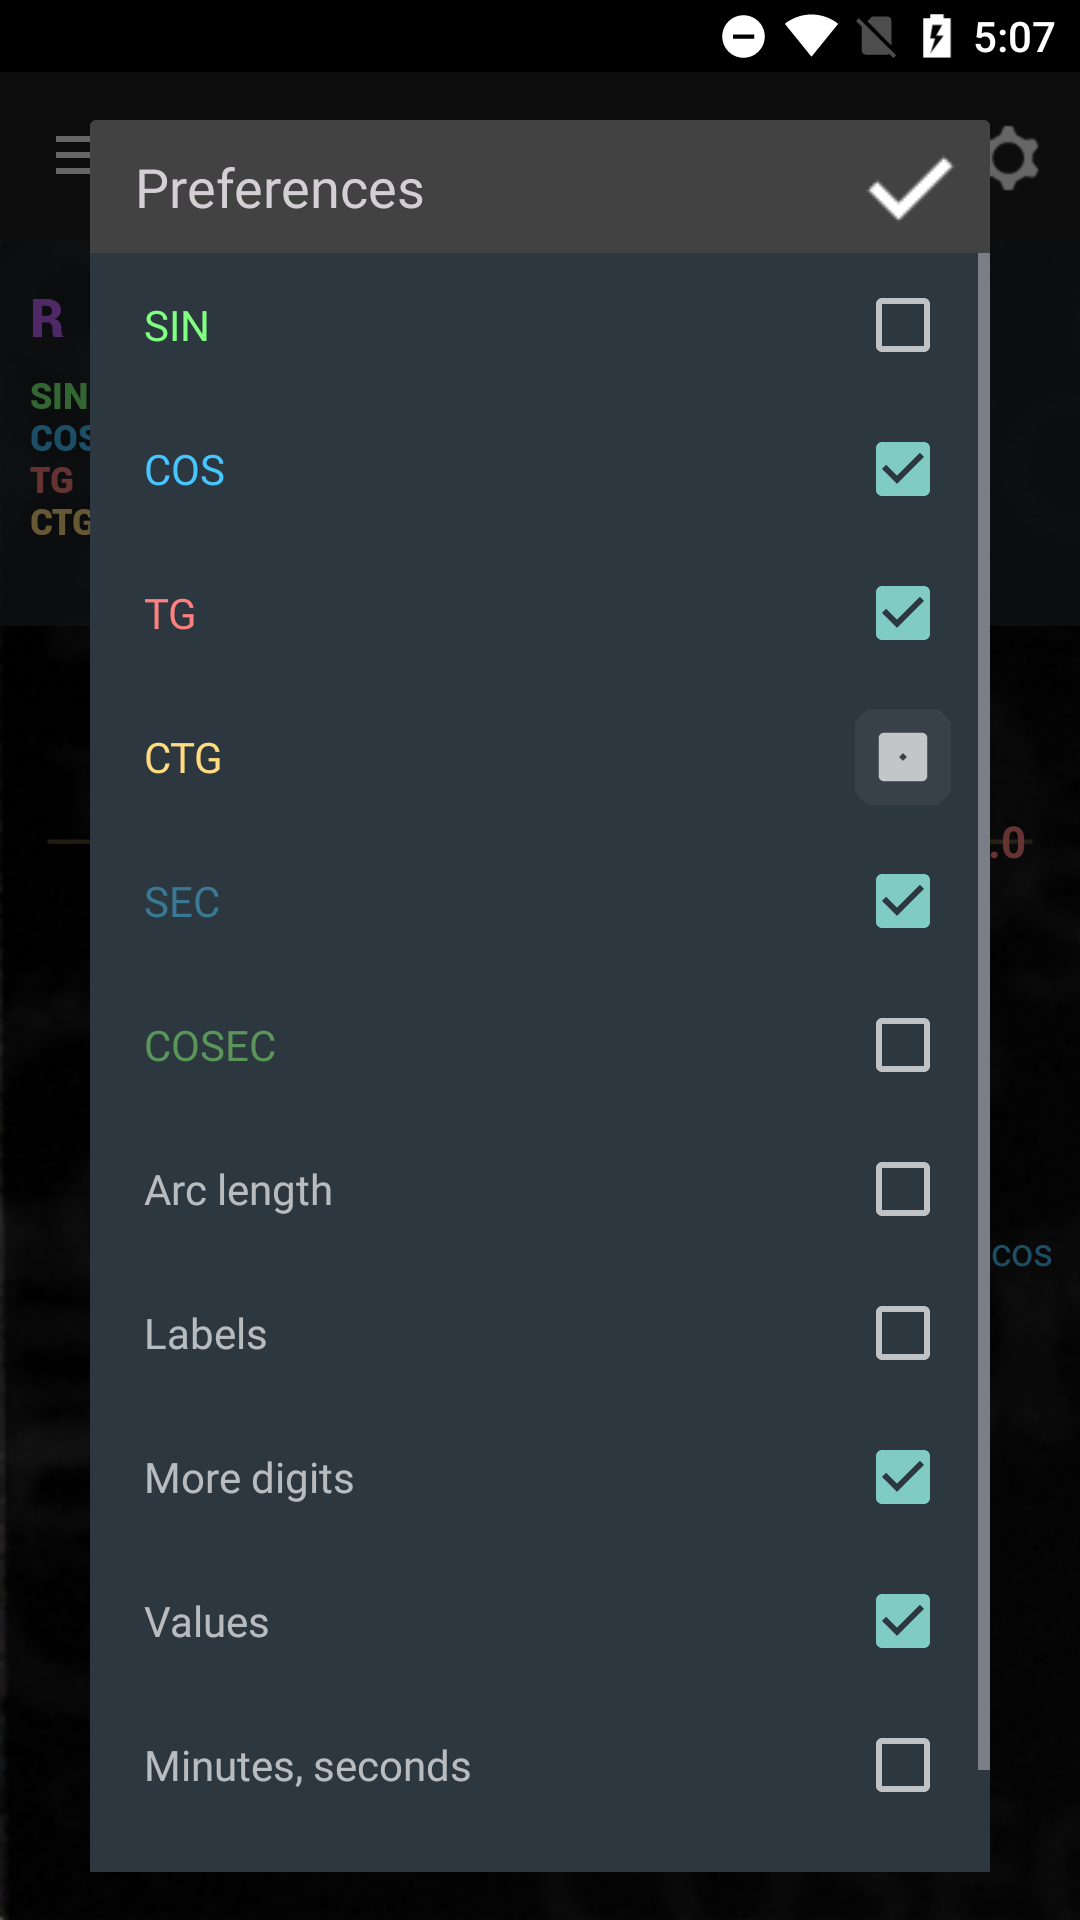 5:07
Preferences
R
SIN
COS
TG
CTG
SIN
COS
TG
CTG
.0
SEC
COSEC
Arc length
cos
Labels
More digits
Values
Minutes, seconds